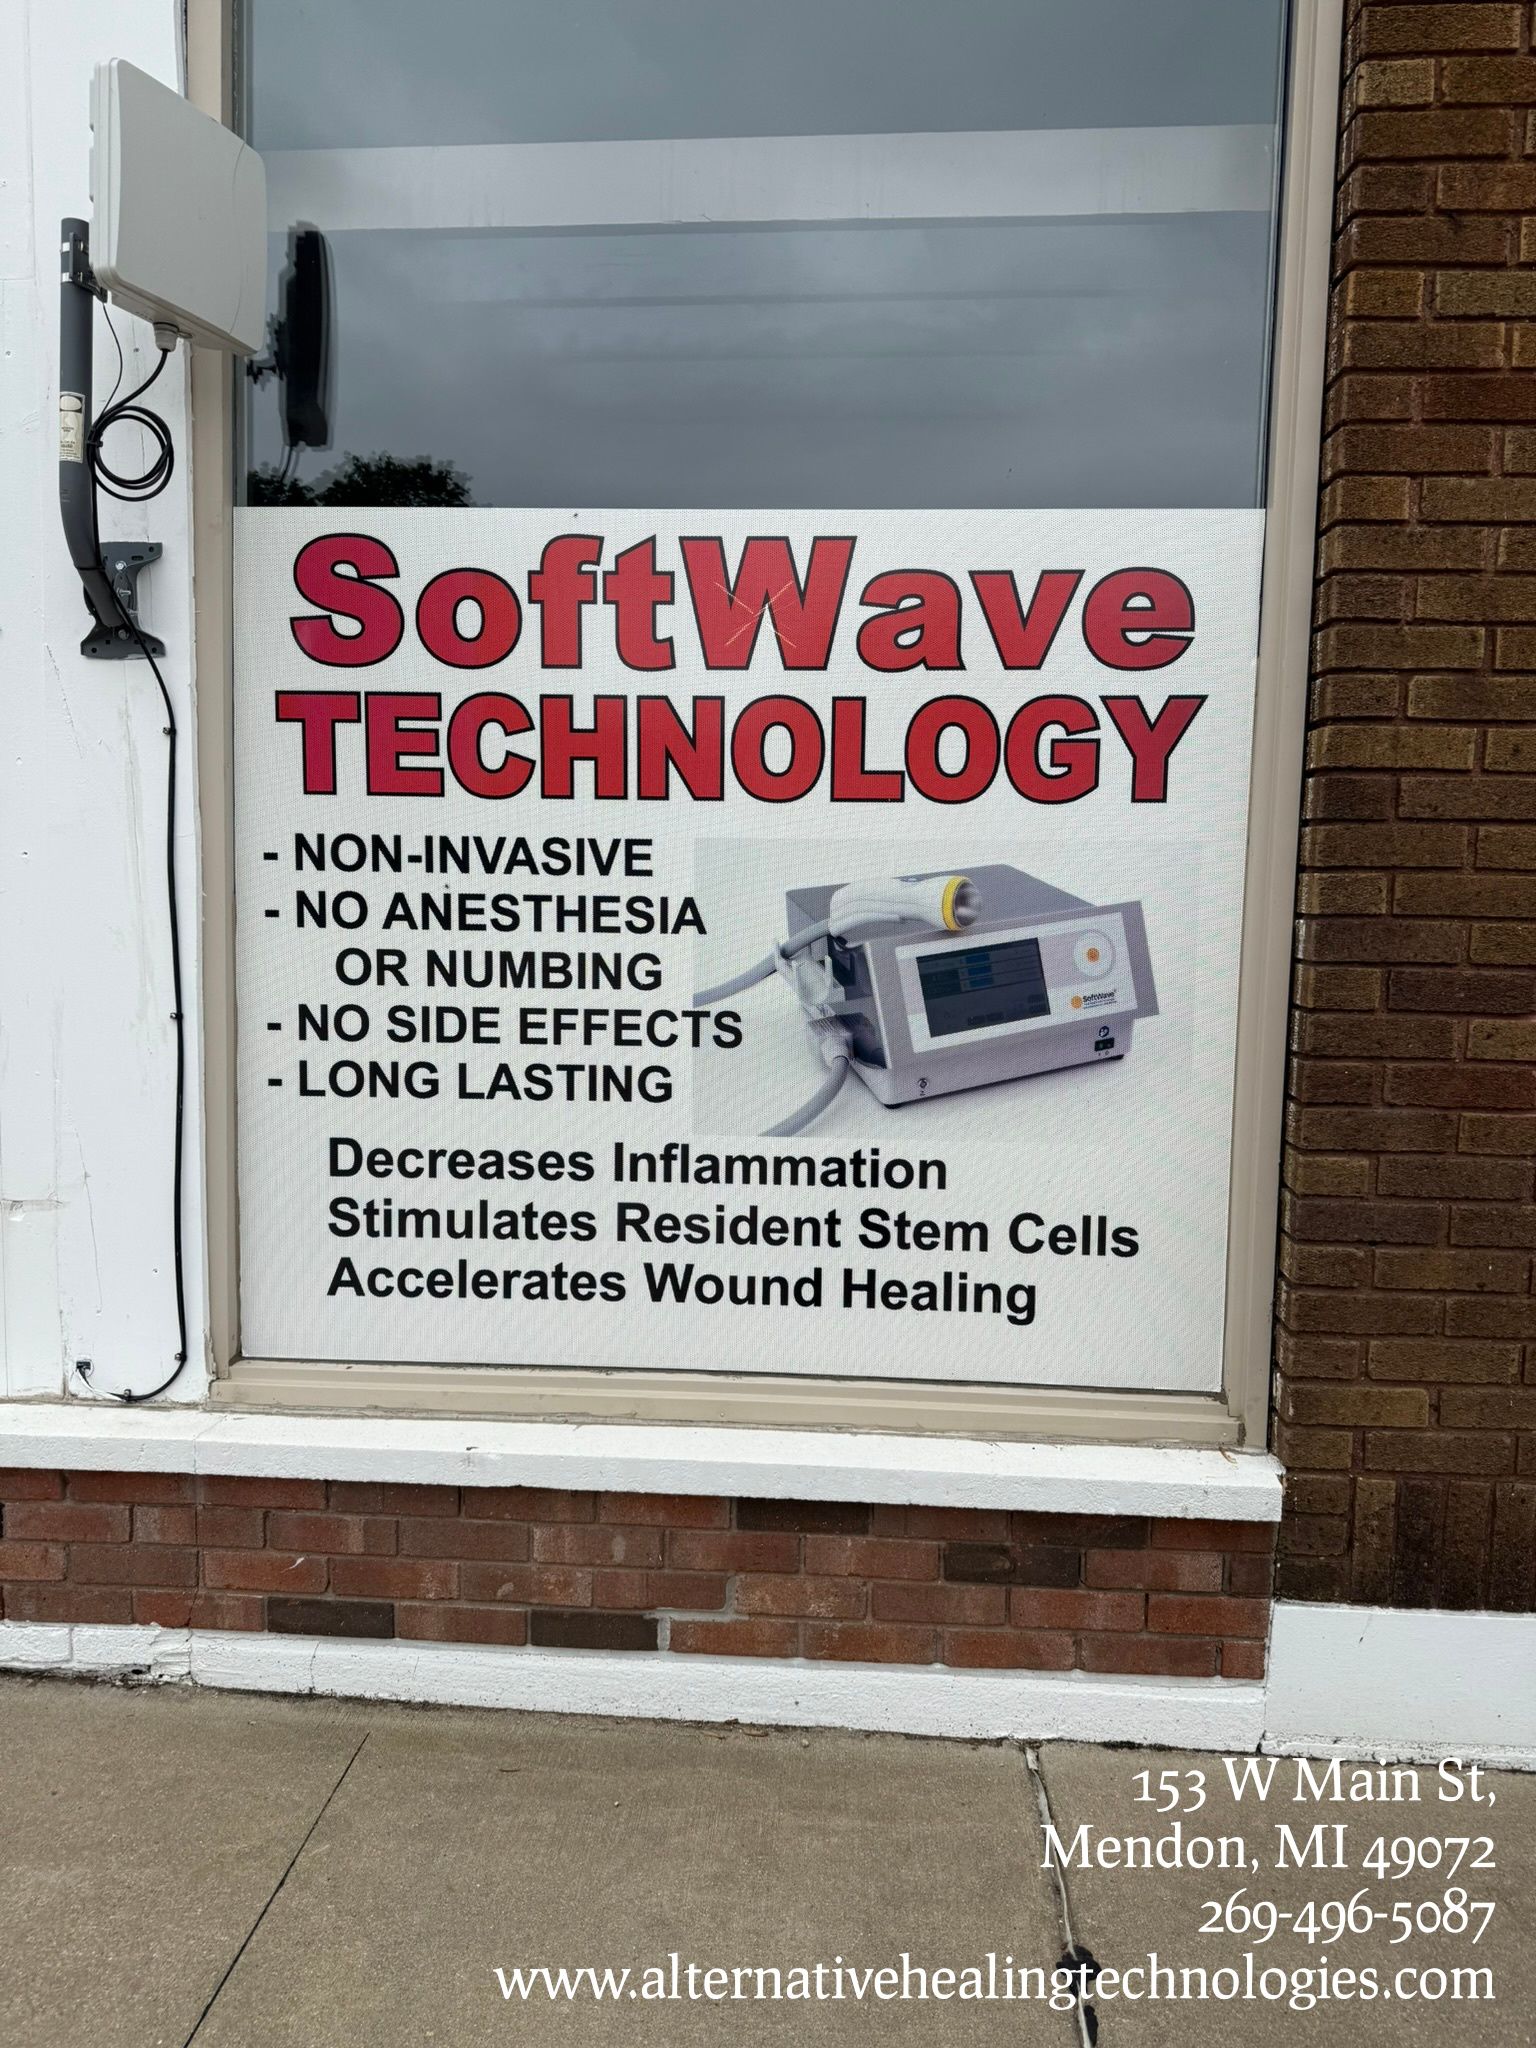 SoftWave
TECHNOLOGY
- NON-INVASIVE
- NO ANESTHESIA
OR NUMBING
- NO SIDE EFFECTS
- LONG LASTING
SoftWave
Decreases Inflammation
Stimulates Resident Stem Cells
Accelerates Wound Healing
153 W Main St,
Mendon, MI 49072
269-496-5087
www.alternativehealingtechnologies.com